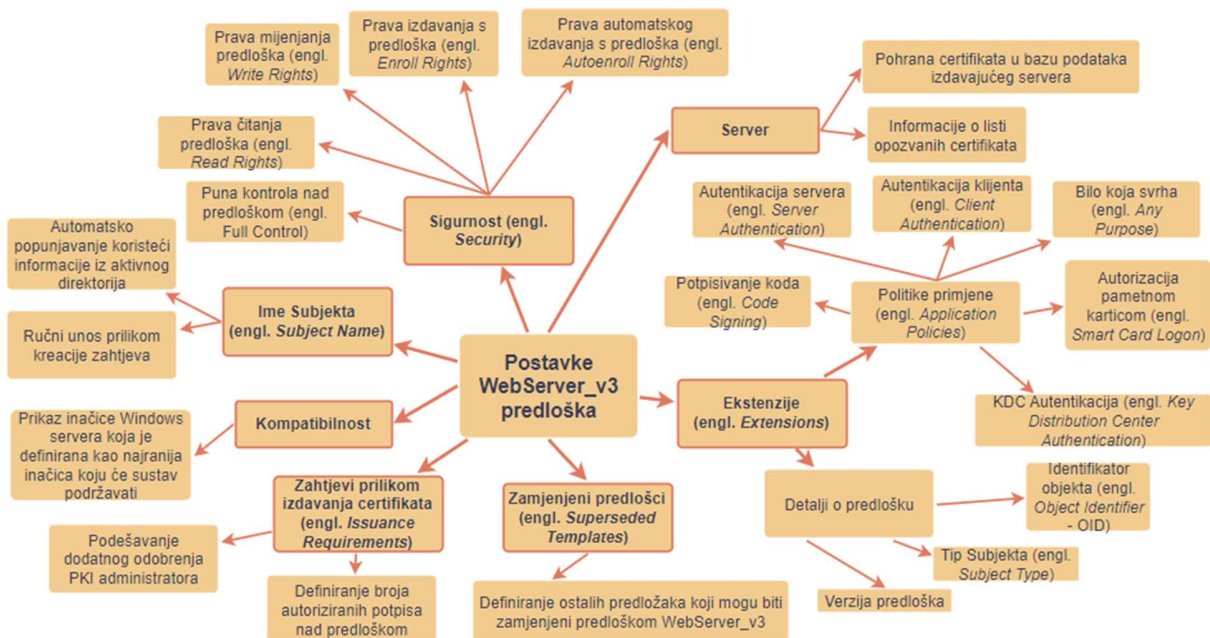 Prava mijenjanja
predloška (engl.
Write Rights)
Prava izdavanja s
predloška (engl.
Enroll Rights)
Prava automatskog
izdavanja s predloška (engl.
Autoenroll Rights)
Pohrana certifikata u bazu podataka
izdavajućeg servera
Server
Informacije o listi
opozvanih certifikata
Prava čitanja
predloška (engl.
Read Rights)
Puna kontrola nad
predloškom (engl.
Full Control)
Sigurnost (engl.
Security)
Autentikacija servera
(engl. Server
Authentication)
Autentikacija klijenta
(engl. Client
Authentication)
Bilo koja svrha
(engl. Any
Purpose)
Automatsko
popunjavanje koristeći
informacije iz aktivnog
direktorija
Ime Subjekta
(engl. Subject Name)
Ručni unos prilikom
kreacije zahtjeva
Potpisivanje koda
(engl. Code
Signing)
Politike primjene
(engl. Application
Policies)
Autorizacija
pametnom
karticom (engl.
Smart Card Logon)
Postavke
WebServer_v3
predloška
Ekstenzije
(engl. Extensions)
KDC Autentikacija (engl. Key
Distribution Center
Authentication)
Kompatibilnost
Prikaz inačice Windows
servera koja je
definirana kao najranija
inačica koju će sustav
podržavati
Zahtjevi prilikom
izdavanja certifikata
(engl. Issuance
Requirements)
Zamjenjeni predlošci
(engl. Superseded
Templates)
Detalji o predlošku
Identifikator
objekta (engl.
Object Identifier
- OID)
Podešavanje
dodatnog odobrenja
PKI administratora
Tip Subjekta (engl.
Subject Type)
Definiranje broja
autoriziranih potpisa
nad predloškom
Definiranje ostalih predložaka koji mogu biti
zamjenjeni predloškom WebServer_v3
Verzija predloška